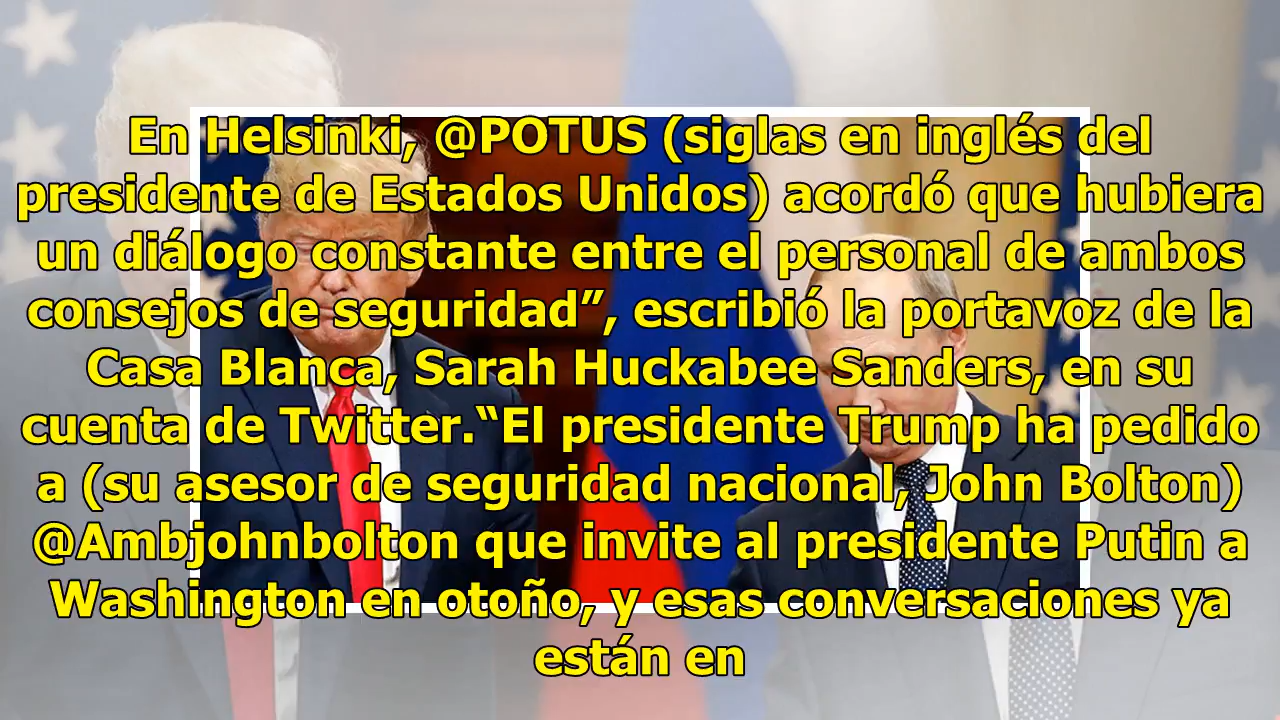 En Helsinki, @POTUS (siglas en inglés del
presidente de Estados Unidos) acordó que hubiera
un diálogo constante entre el personal de ambos
consejos de seguridad”, escribió la portavoz de la
Casa Blanca, Sarah Huckabee Sanders, en su
cuenta de Twitter.“El presidente Trump ha pedido
a (su asesor de seguridad nacional, John Bolton)
@Ambjohnbolton que invite al presidente Putin a
Washington en otoño, y esas conversaciones ya
están en